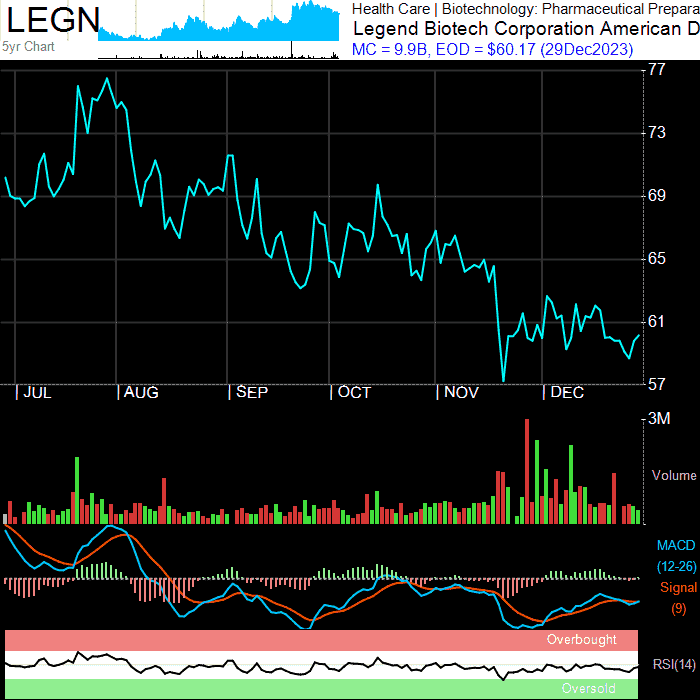 LEGN
5yr Chart
Health Care | Biotechnology: Pharmaceutical Prepara
Legend Biotech Corporation American D
MC = 9.9B, EOD = $60.17 (29Dec2023)
77
73
69
65
61
57
| JUL | AUG | SEP | OCT | NOV | DEC
3M
Volume
MACD
(12-26)
Signal
(9)
Overbought
RSI(14)
Oversold